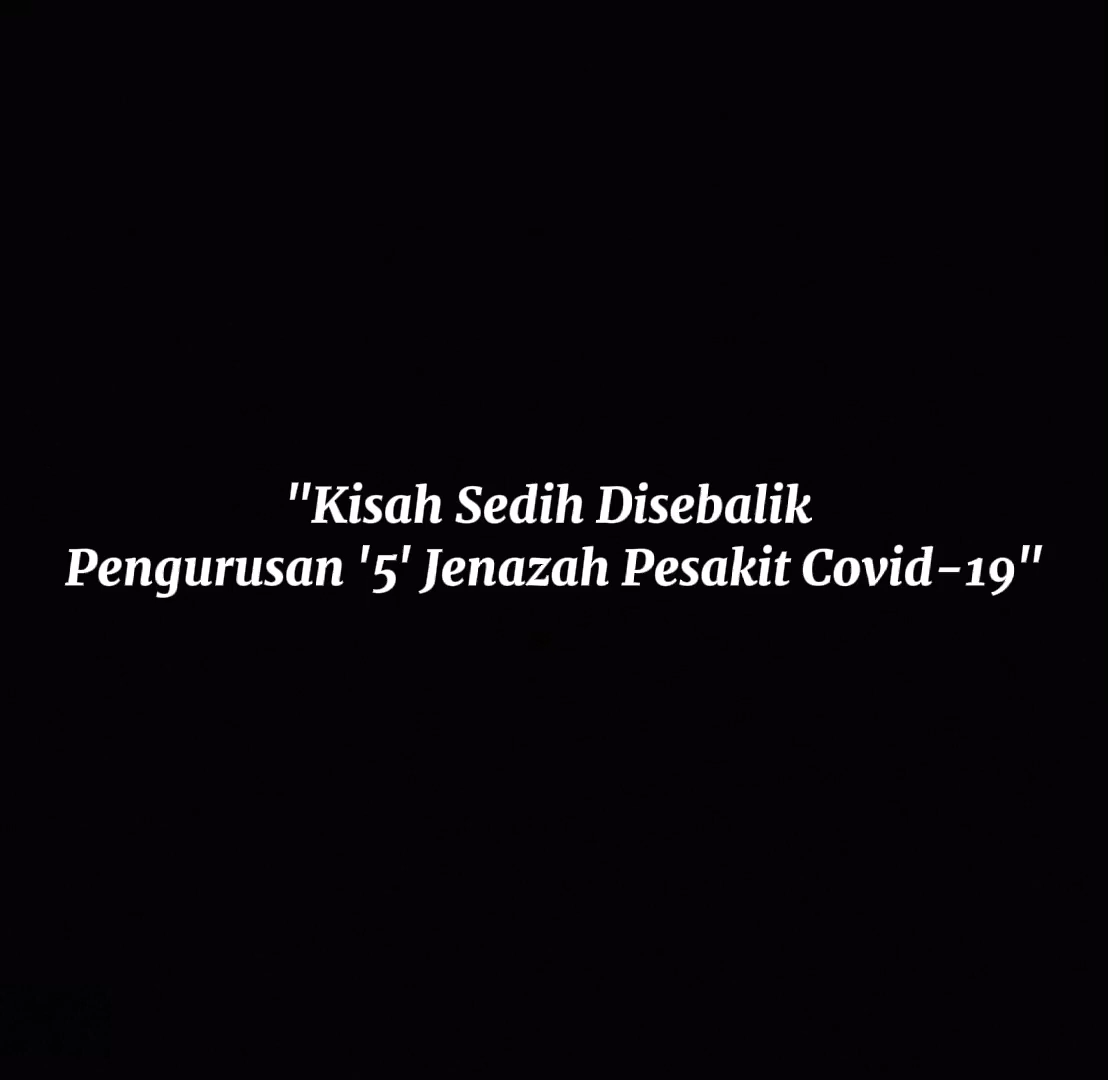 "Kisah Sedih Disebalik
Pengurusan '5' Jenazah Pesakit Covid-19"